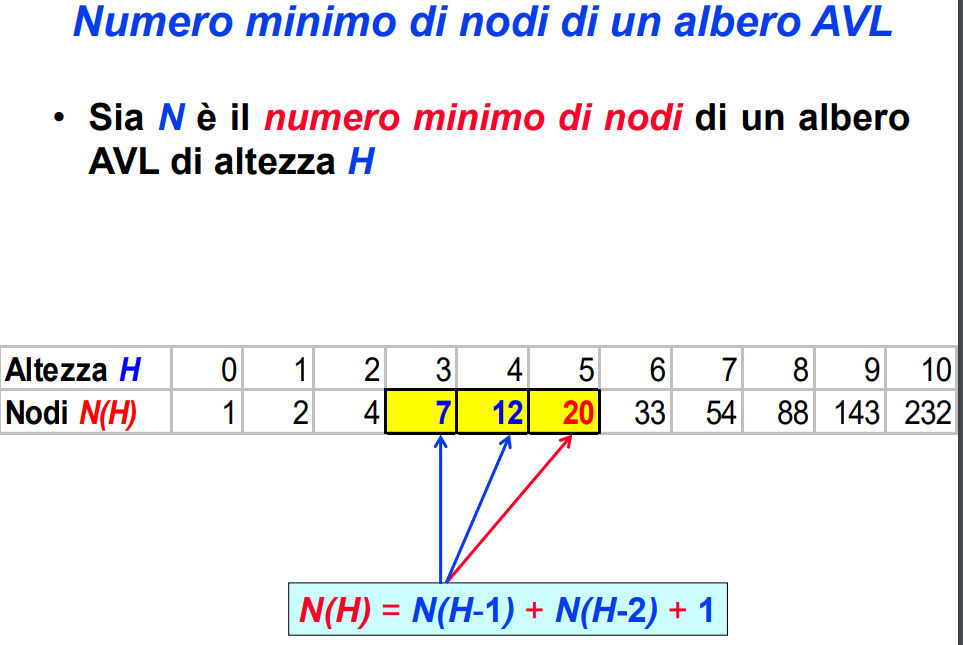 Numero minimo di nodi di un albero AVL
• Sia N è il numero minimo di nodi di un albero
AVL di altezza H
Altezza H 0 1 2 3 4 5 6 7 8 9 10
Nodi N(H) 1 2 4 7 12 20 33 54 88 143 232
N(H) = N(H-1) + N(H-2) + 1